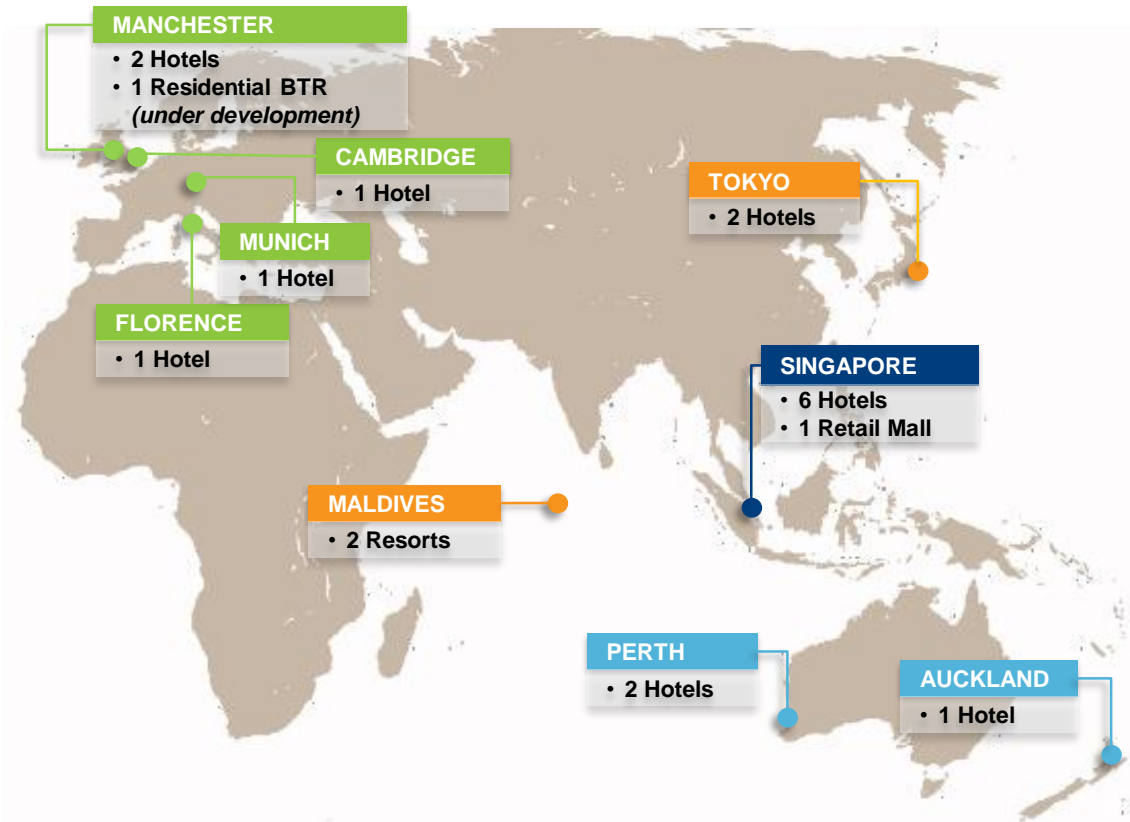 MANCHESTER
• 2 Hotels
• 1 Residential BTR
(under development)
CAMBRIDGE
• 1 Hotel
TOKYO
• 2 Hotels
MUNICH
• 1 Hotel
FLORENCE
• 1 Hotel
SINGAPORE
• 6 Hotels
• 1 Retail Mall
MALDIVES
• 2 Resorts
PERTH
• 2 Hotels
AUCKLAND
• 1 Hotel